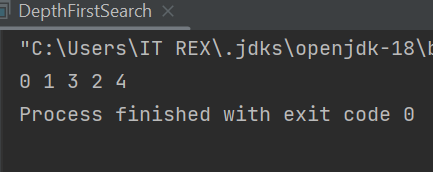 DepthFirstSearch
"C:\Users\IT REX\.jdks\openjdk-18\b
0 1 3 2 4
Process finished with exit code 0